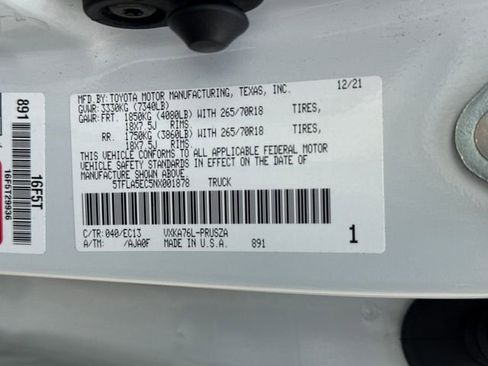 MFD.BY: TOYOTA MOTOR MANUFACTURING, TEXAS, INC. 12/21
GVWR: 3330KG (7340LB)
GAWR: FRT. 1850KG (4080LB) WITH 265/70R18 TIRES,
18X7.5J RIMS,
RR. 1750KG (3860LB) WITH 265/70R18 TIRES,
18X7.5J RIMS.
THIS VEHICLE CONFORMS TO ALL APPLICABLE FEDERAL MOTOR
VEHICLE SAFETY STANDARDS IN EFFECT ON THE DATE OF
MANUFACTURE SHOWN ABOVE.
5TFLA5EC5NX001878 TRUCK
C/TR: 040/EC13 VXKA76L-PRUSZA
A/TM: /AJA0F MADE IN U.S.A. 891 1
891
16F5T
16F5T29936